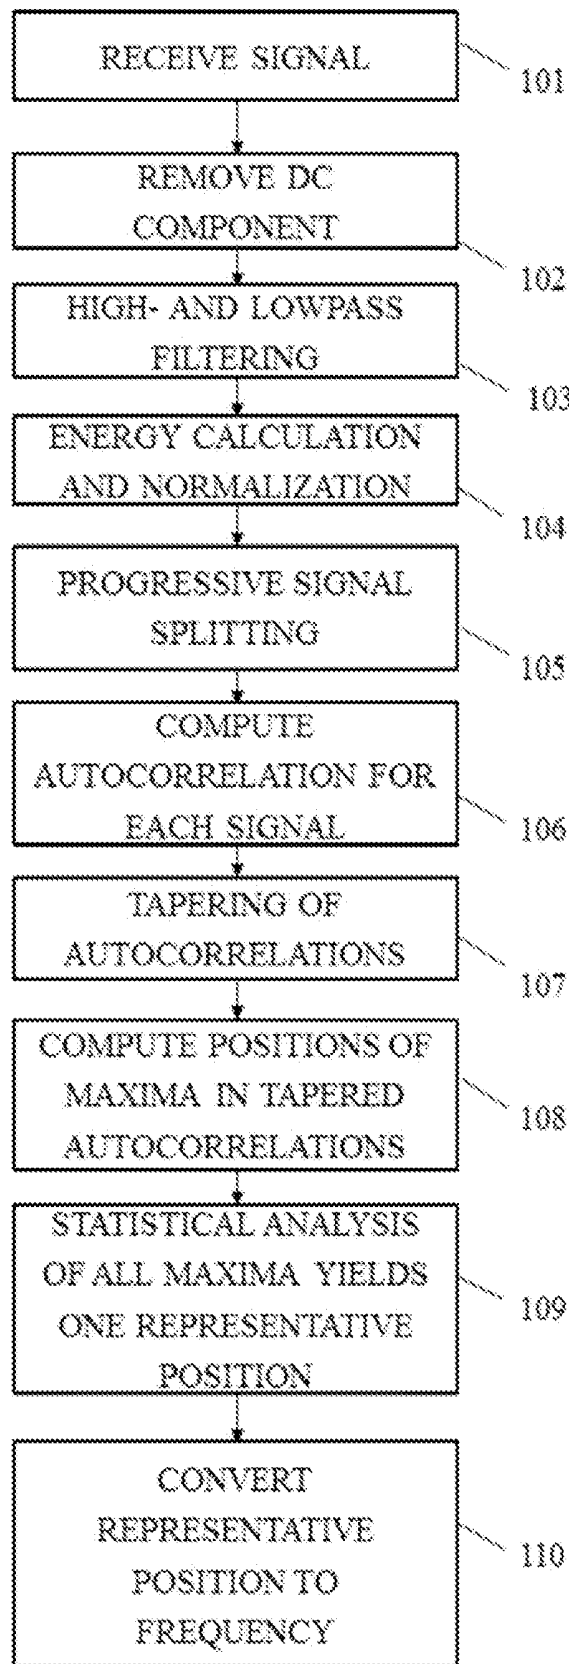 RECEIVE SIGNAL
101
REMOVE DC
COMPONENT
102
HIGH- AND LOWPASS
FILTERING
103
ENERGY CALCULATION
AND NORMALIZATION
104
PROGRESSIVE SIGNAL
SPLITTING
105
COMPUTE
AUTOCORRELATION FOR
EACH SIGNAL
106
TAPERING OF
AUTOCORRELATIONS
107
COMPUTE POSITIONS OF
MAXIMA IN TAPERED
AUTOCORRELATIONS
108
STATISTICAL ANALYSIS
OF ALL MAXIMA YIELDS
ONE REPRESENTATIVE
POSITION
109
CONVERT
REPRESENTATIVE
POSITION TO
FREQUENCY
110